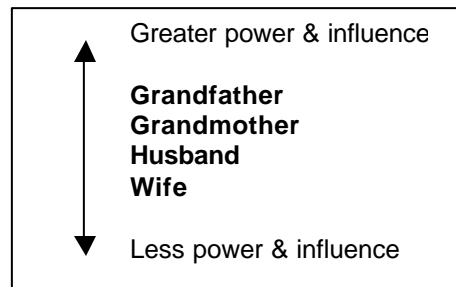 Greater power & influence
Grandfather
Grandmother
Husband
Wife
Less power & influence